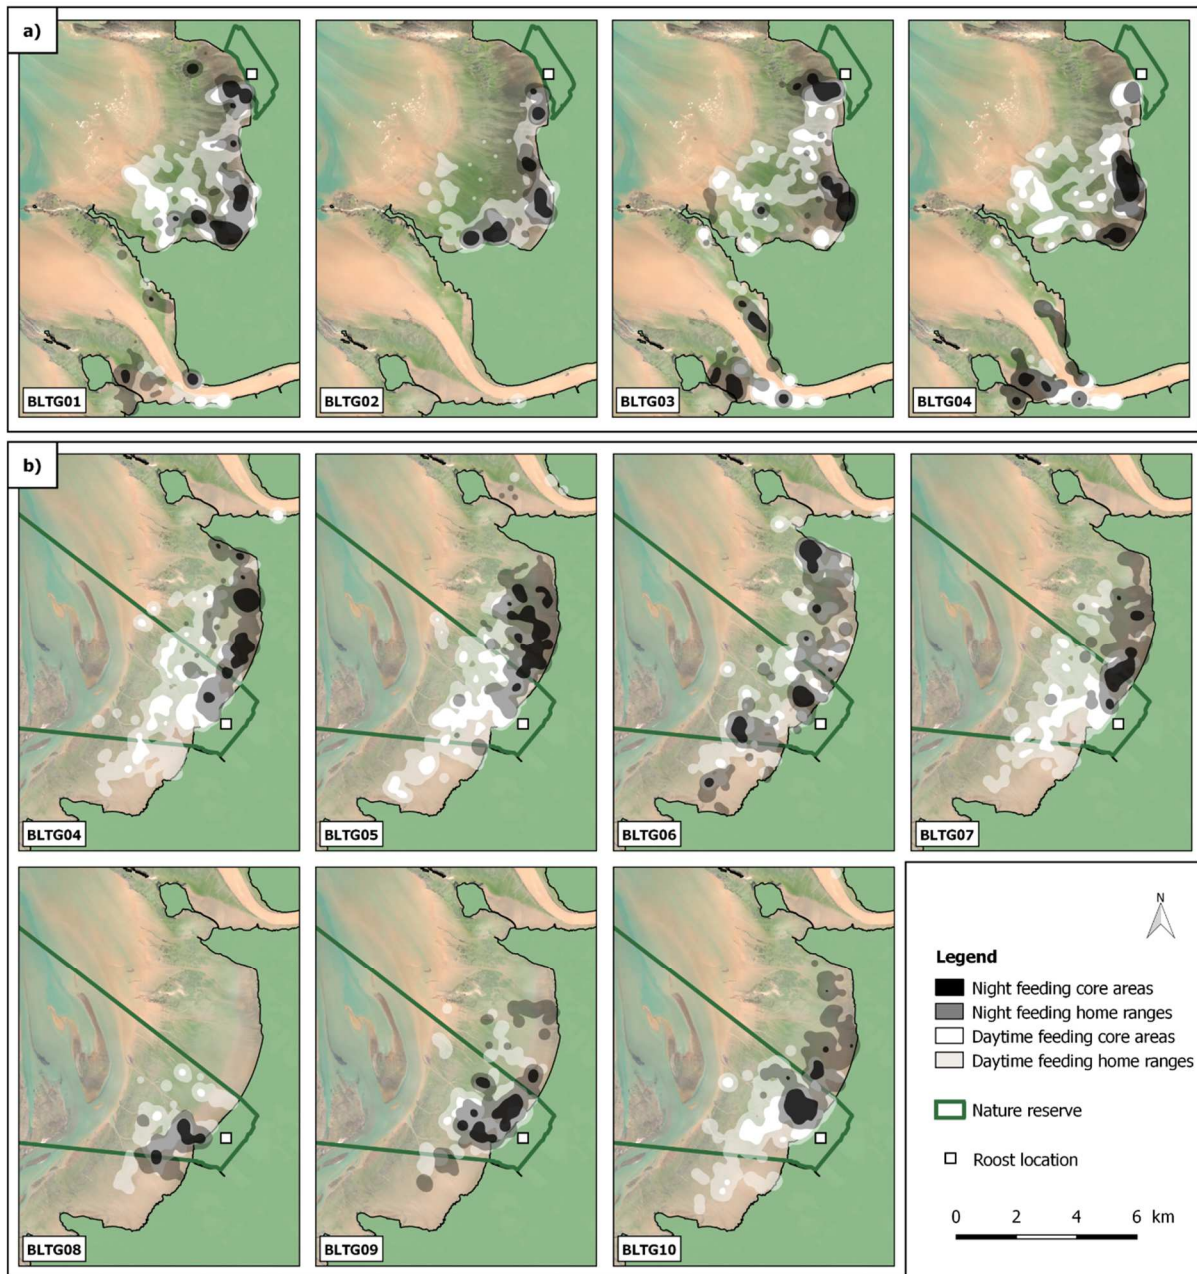 a)
BLTG01
BLTG02
BLTG03
BLTG04
b)
BLTG04
BLTG05
BLTG06
BLTG07
BLTG08
BLTG09
BLTG10
N
Legend
Night feeding core areas
Night feeding home ranges
Daytime feeding core areas
Daytime feeding home ranges
Nature reserve
Roost location
0 2 4 6 km